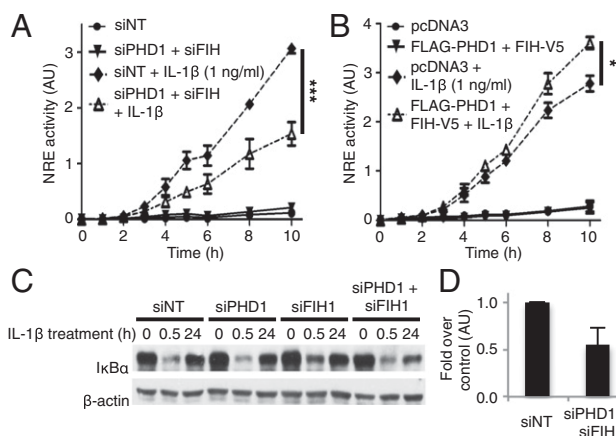 A
siNT
siPHD1 + siFIH
siNT + IL-1β (1 ng/ml)
siPHD1 + siFIH
+ IL-1β
NRE activity (AU)
3
2
1
0
***
0 2 4 6 8 10
Time (h)
B
pcDNA3
FLAG-PHD1 + FIH-V5
pcDNA3 +
IL-1β (1 ng/ml)
FLAG-PHD1 +
FIH-V5 + IL-1β
NRE activity (AU)
4
3
2
1
0
*
0 2 4 6 8 10
Time (h)
C
siNT siPHD1 siFIH1 siPHD1 +
siFIH1
IL-1β treatment (h) 0 0.5 24 0 0.5 24 0 0.5 24 0 0.5 24
IκBα
β-actin
D
Fold over
control (AU)
1.0
0.5
0.0
siNT siPHD1
siFIH